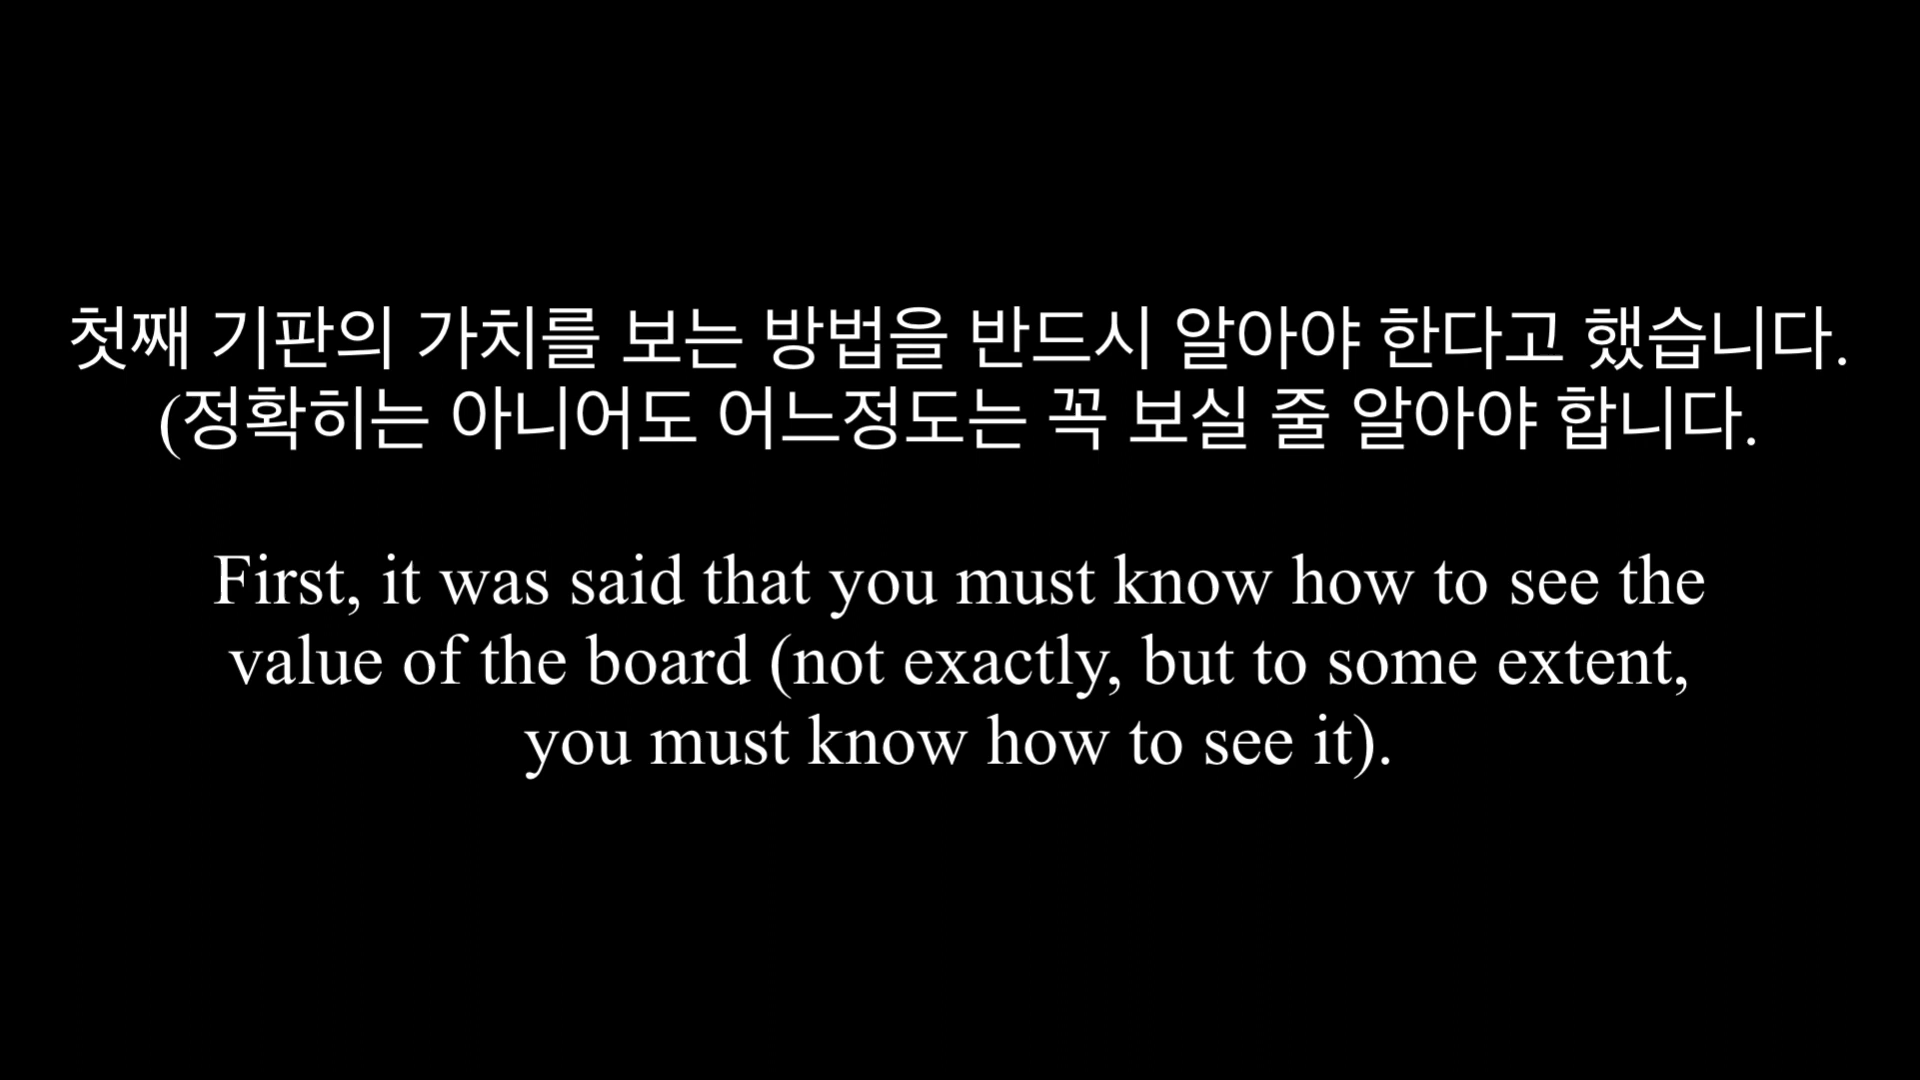 첫째 기판의 가치를 보는 방법을 반드시 알아야 한다고 했습니다.
(정확히는 아니어도 어느정도는 꼭 보실 줄 알아야 합니다.
First, it was said that you must know how to see the
value of the board (not exactly, but to some extent,
you must know how to see it).